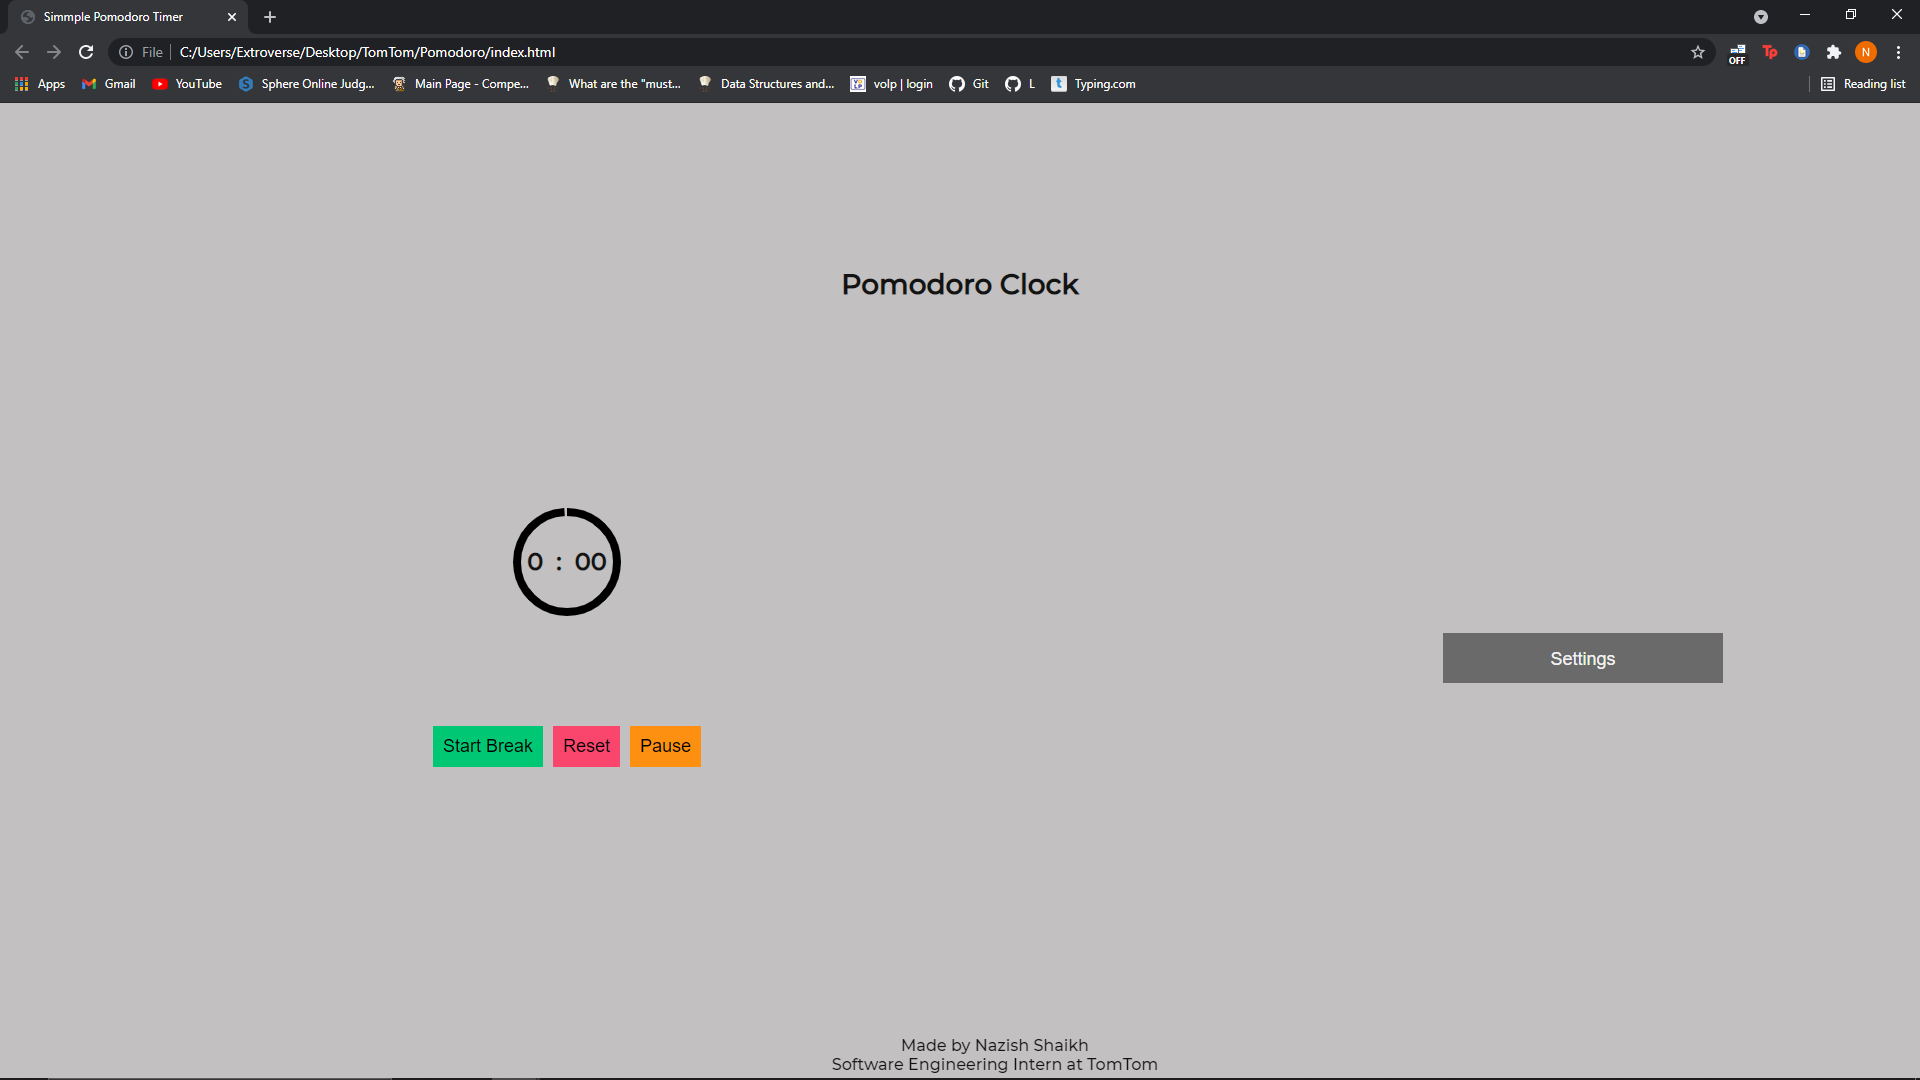 Simmple Pomodoro Timer
File C:/Users/Extroverse/Desktop/TomTom/Pomodoro/index.html
OFF Tp N
Apps Gmail YouTube Sphere Online Judg... Main Page - Compe... What are the "must... Data Structures and... volp | login Git L Typing.com Reading list
Pomodoro Clock
0 : 00
Settings
Start Break Reset Pause
Made by Nazish Shaikh
Software Engineering Intern at TomTom